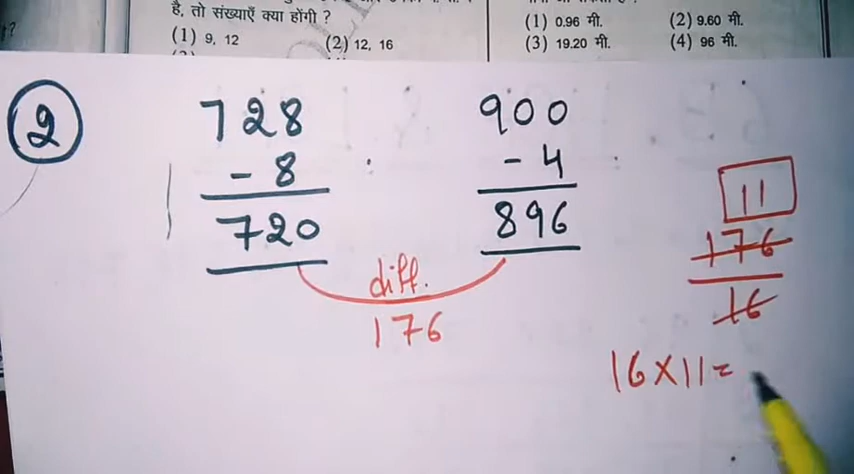 है, तो संख्याएँ क्या होंगी ?
(1) 9, 12
(2) 12, 16
(1) 0.96 मी.
(2) 9.60 मी.
(3) 19.20 मी.
(4) 96 मी.
2
728
- 8
720
900
- 4
896
diff.
176
11
176
16
16×11=